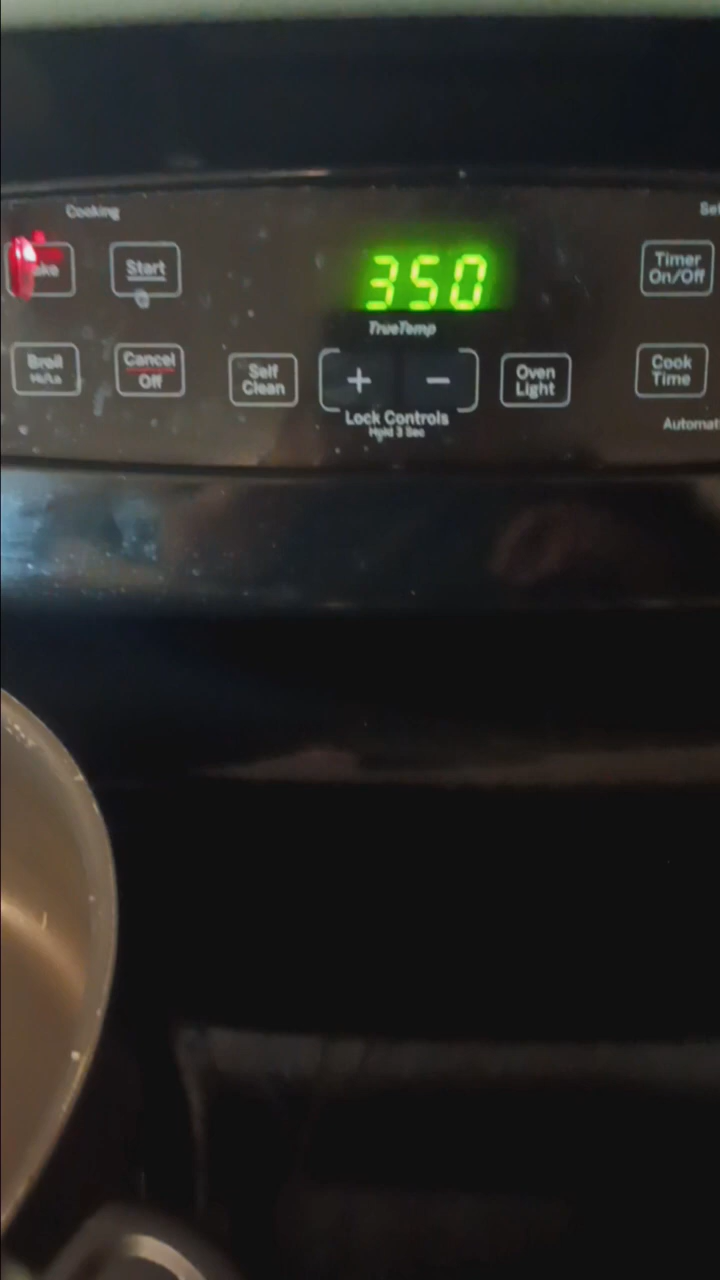 Cooking
Start
350
Timer
On/Off
TrueTemp
Broil
Hi/Lo
Cancel
Off
Self
Clean
+
−
Oven
Light
Cook
Time
Lock Controls
Hold 3 Sec